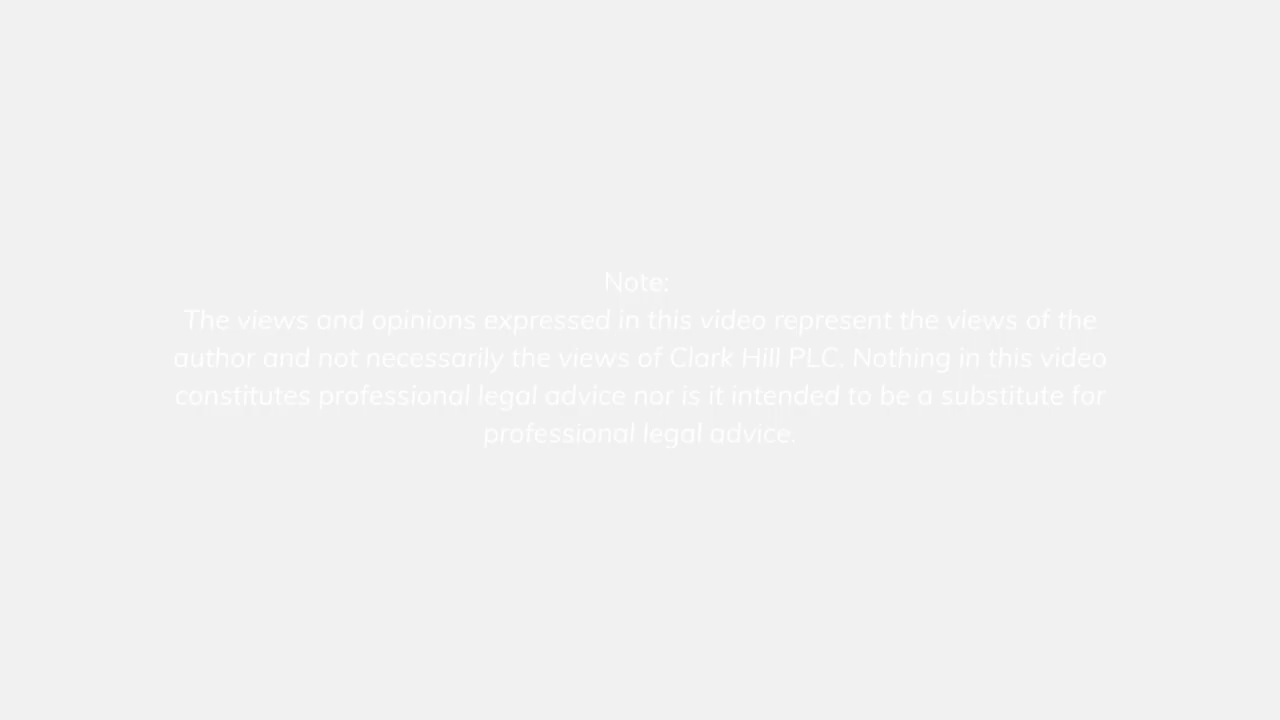 Note:
The views and opinions expressed in this video represent the views of the
author and not necessarily the views of Clark Hill PLC. Nothing in this video
constitutes professional legal advice nor is it intended to be a substitute for
professional legal advice.